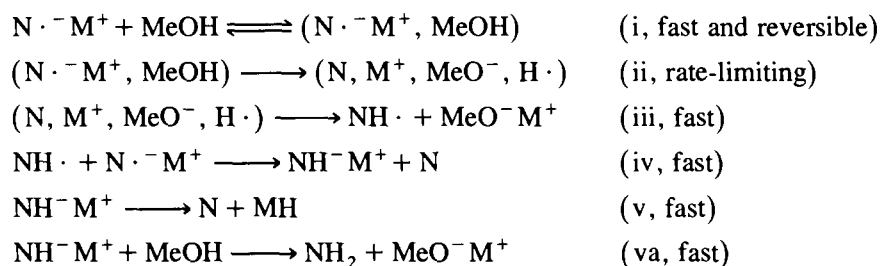 N·⁻M⁺ + MeOH ⇌ (N·⁻M⁺, MeOH) (i, fast and reversible)
(N·⁻M⁺, MeOH) ⟶ (N, M⁺, MeO⁻, H·) (ii, rate-limiting)
(N, M⁺, MeO⁻, H·) ⟶ NH· + MeO⁻M⁺ (iii, fast)
NH· + N·⁻M⁺ ⟶ NH⁻M⁺ + N (iv, fast)
NH⁻M⁺ ⟶ N + MH (v, fast)
NH⁻M⁺ + MeOH ⟶ NH₂ + MeO⁻M⁺ (va, fast)